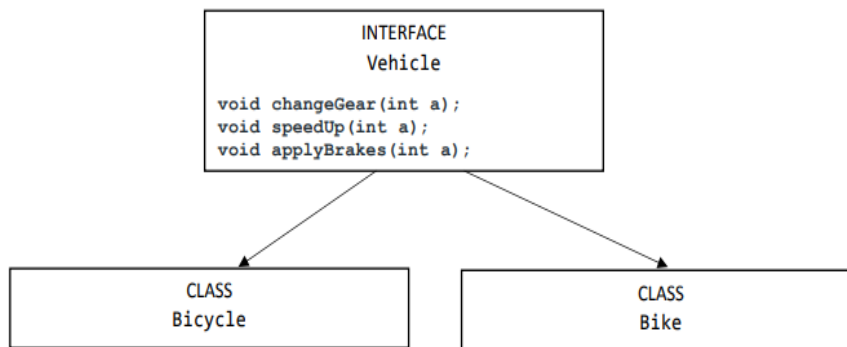 INTERFACE
Vehicle
void changeGear(int a);
void speedUp(int a);
void applyBrakes(int a);
CLASS
Bicycle
CLASS
Bike